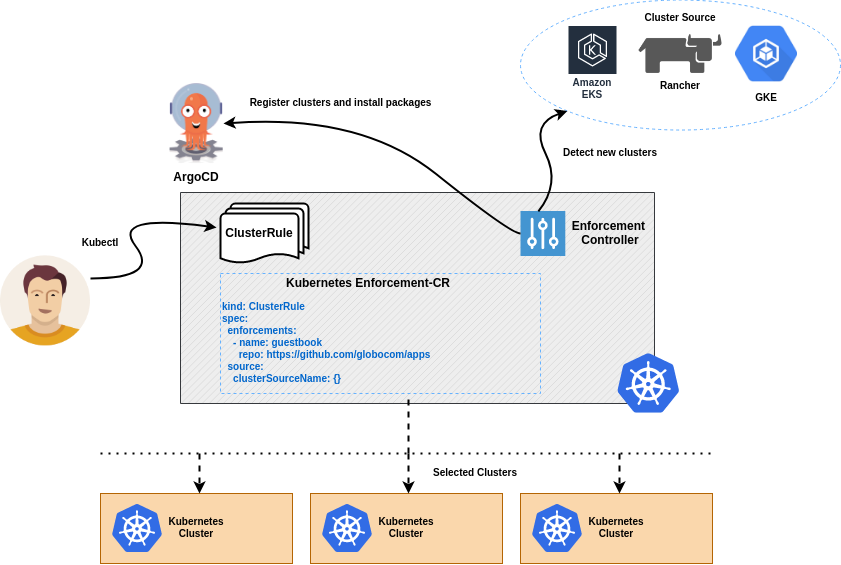 Cluster Source
Amazon
EKS
Rancher
GKE
Register clusters and install packages
Detect new clusters
ArgoCD
Kubectl
ClusterRule
Enforcement
Controller
Kubernetes Enforcement-CR
kind: ClusterRule
spec:
  enforcements:
    - name: guestbook
      repo: https://github.com/globocom/apps
  source:
    clusterSourceName: {}
Selected Clusters
Kubernetes
Cluster
Kubernetes
Cluster
Kubernetes
Cluster